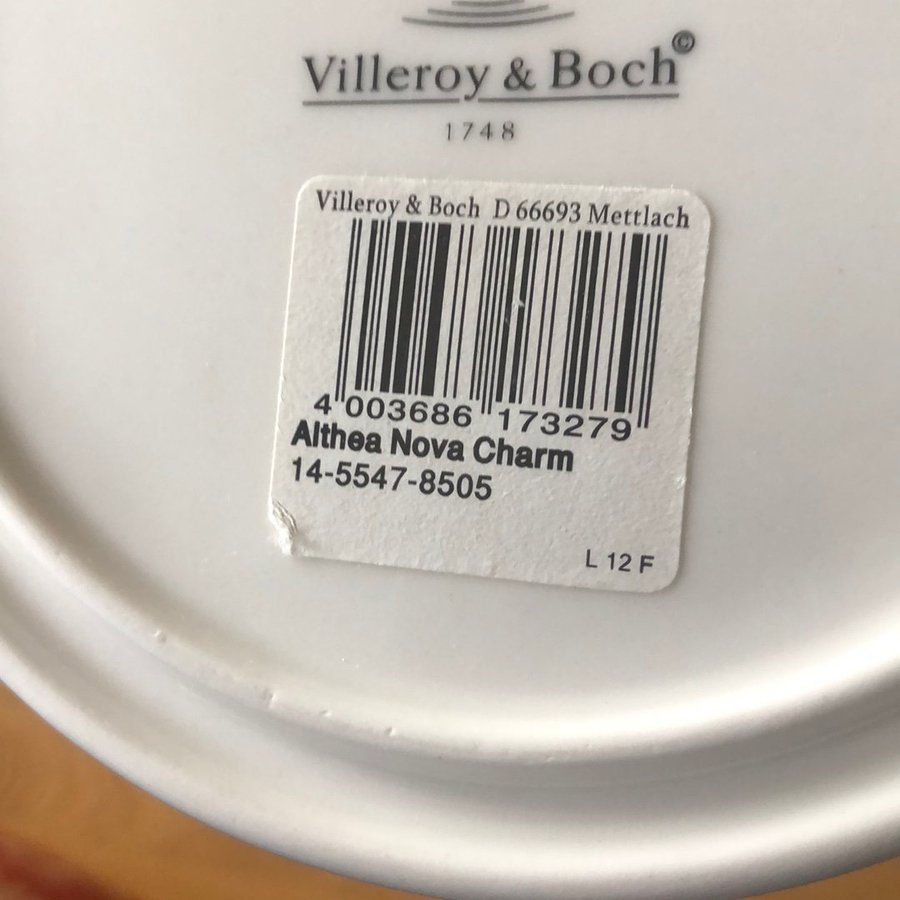 Villeroy & Boch©
1748
Villeroy & Boch D 66693 Mettlach
4 003686 173279
Althea Nova Charm
14-5547-8505
L 12 F